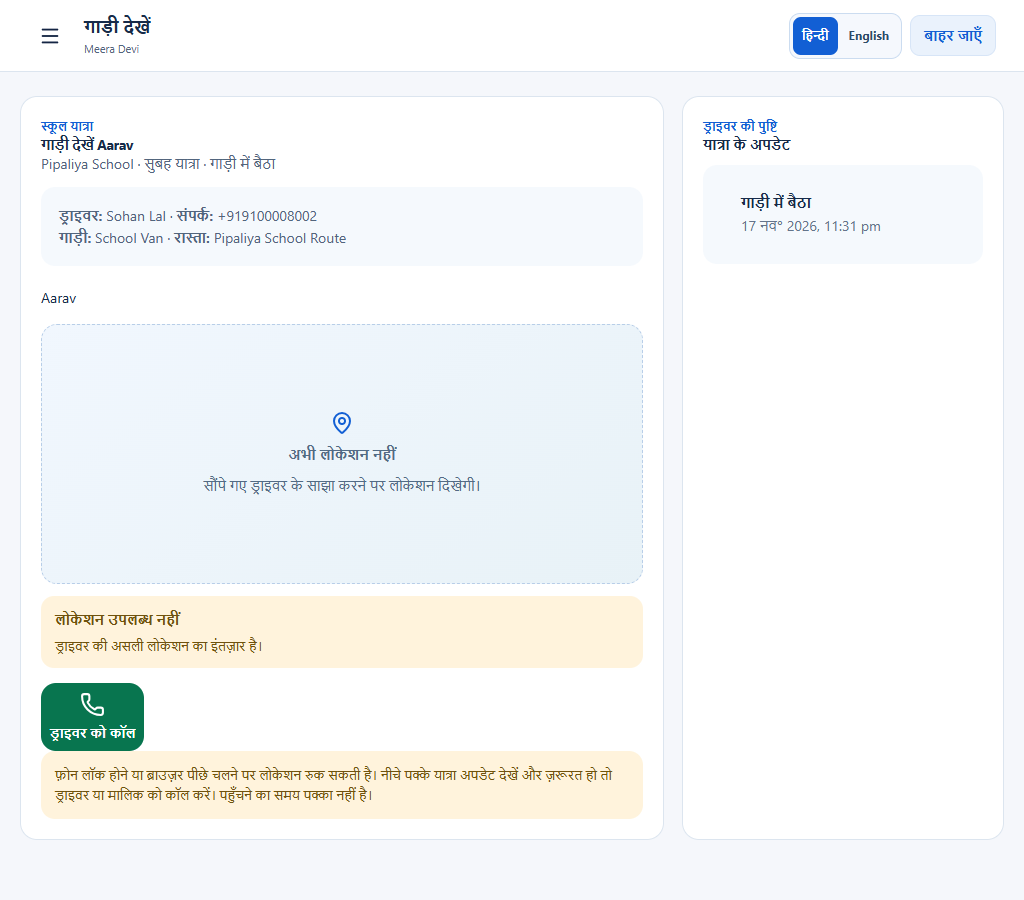 गाड़ी देखें
Meera Devi
हिन्दी
English
बाहर जाएँ
स्कूल यात्रा
गाड़ी देखें Aarav
Pipaliya School · सुबह यात्रा · गाड़ी में बैठा
ड्राइवर: Sohan Lal · संपर्क: +919100008002
गाड़ी: School Van · रास्ता: Pipaliya School Route
Aarav
अभी लोकेशन नहीं
सौंपे गए ड्राइवर के साझा करने पर लोकेशन दिखेगी।
लोकेशन उपलब्ध नहीं
ड्राइवर की असली लोकेशन का इंतज़ार है।
ड्राइवर को कॉल
फ़ोन लॉक होने या ब्राउज़र पीछे चलने पर लोकेशन रुक सकती है। नीचे पक्के यात्रा अपडेट देखें और ज़रूरत हो तो
ड्राइवर या मालिक को कॉल करें। पहुँचने का समय पक्का नहीं है।
ड्राइवर की पुष्टि
यात्रा के अपडेट
गाड़ी में बैठा
17 नव॰ 2026, 11:31 pm